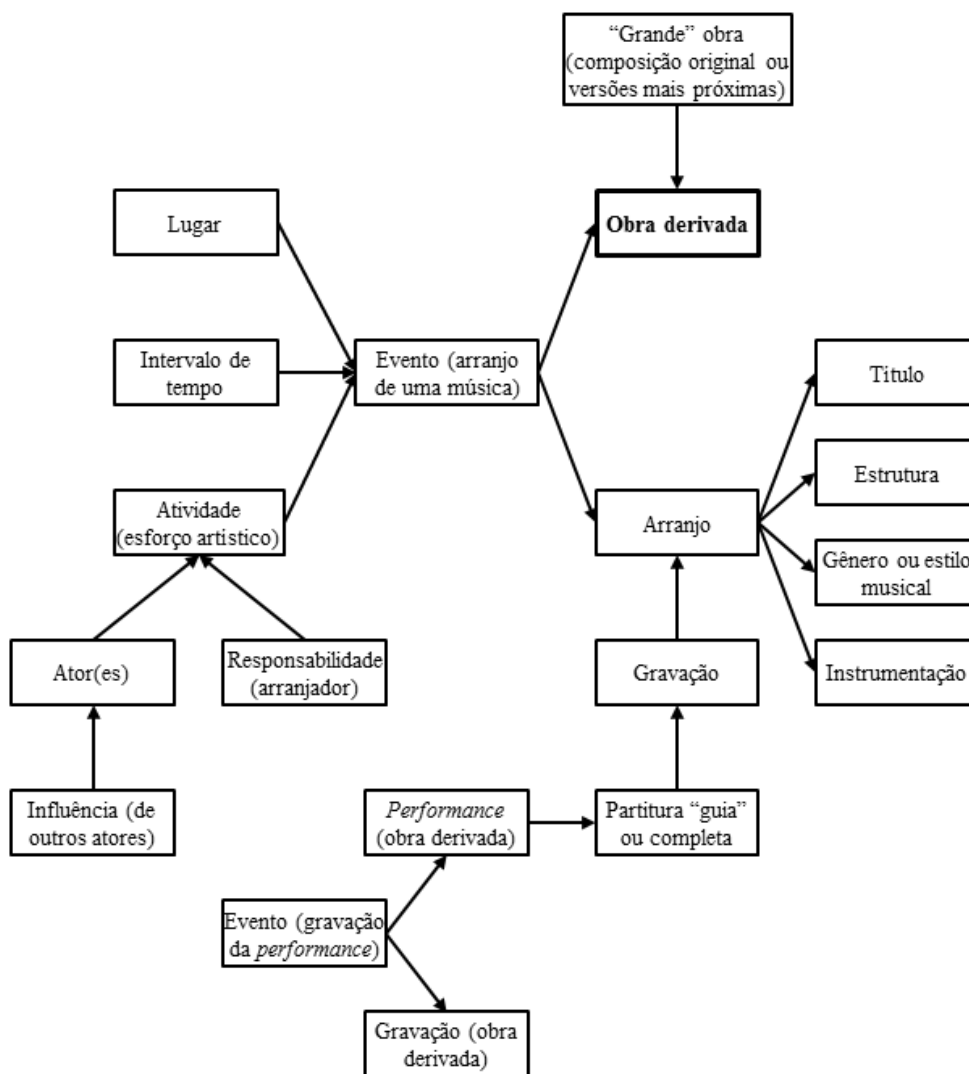 “Grande” obra
(composição original ou
versões mais próximas)
Lugar
Obra derivada
Intervalo de
tempo
Evento (arranjo
de uma música)
Título
Estrutura
Atividade
(esforço artístico)
Arranjo
Gênero ou estilo
musical
Ator(es)
Responsabilidade
(arranjador)
Gravação
Instrumentação
Influência (de
outros atores)
Performance
(obra derivada)
Partitura “guia”
ou completa
Evento (gravação
da performance)
Gravação (obra
derivada)